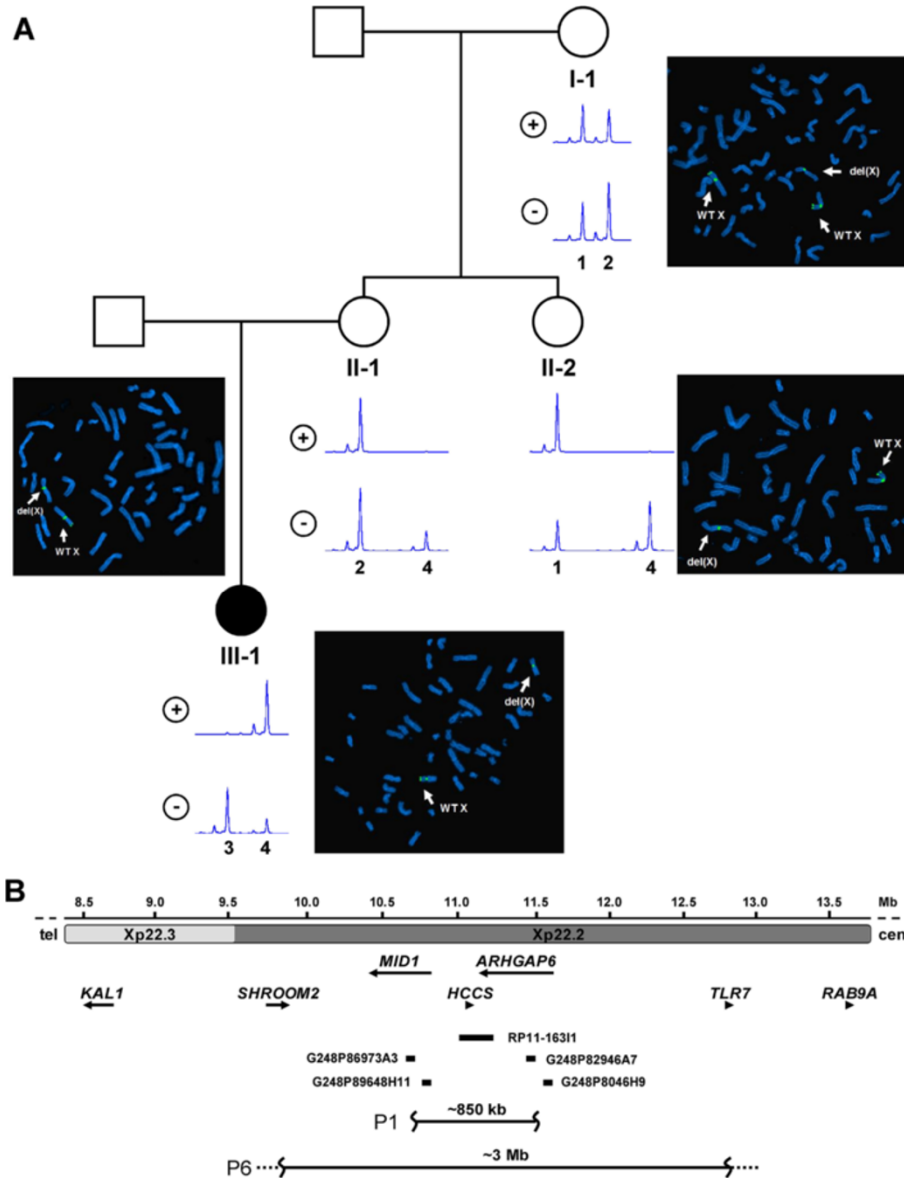 A
I-1
+
-
1 2
del(X)
WT X
WT X
II-1
II-2
+
-
2 4
1 4
WT X
del(X)
del(X)
WT X
III-1
+
-
3 4
del(X)
WT X
B
8.5 9.0 9.5 10.0 10.5 11.0 11.5 12.0 12.5 13.0 13.5 Mb
tel Xp22.3 Xp22.2 cen
MID1 ARHGAP6
KAL1 SHROOM2 HCCS TLR7 RAB9A
RP11-163I1
G248P86973A3 G248P82946A7
G248P89648H11 G248P8046H9
P1 ~850 kb
P6 ~3 Mb